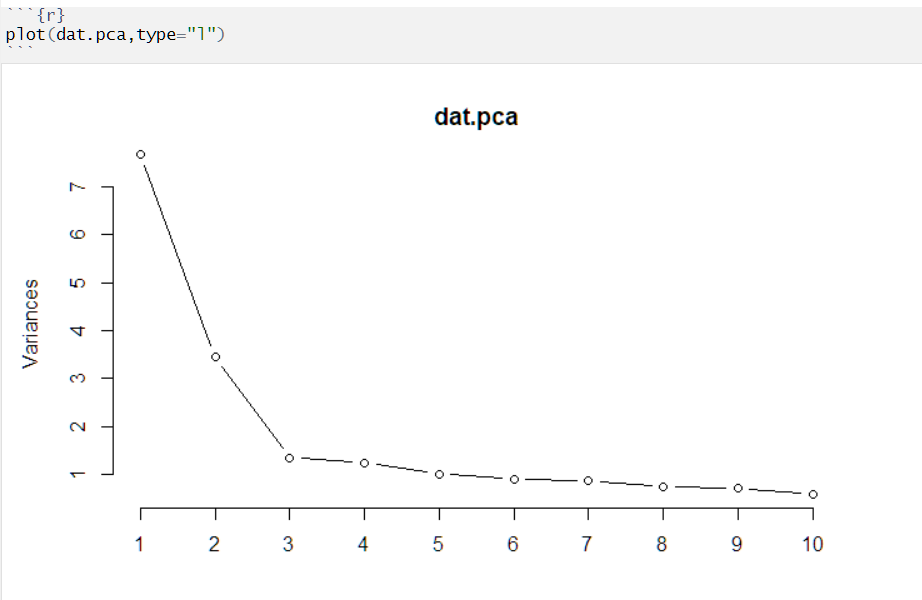 ```{r}
plot(dat.pca,type="l")
```
dat.pca
7
6
5
4
3
2
1
Variances
1 2 3 4 5 6 7 8 9 10